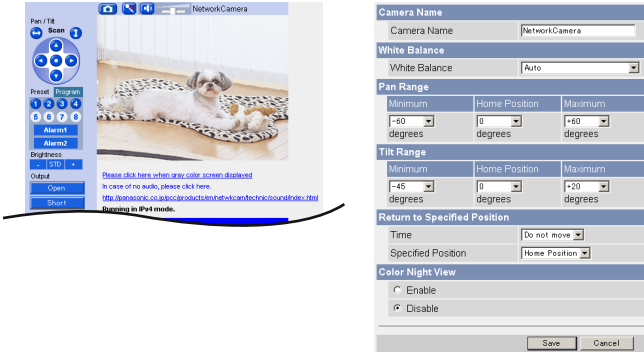 NetworkCamera
Pan / Tilt
Scan
Preset Program
1 2 3 4
5 6 7 8
Alarm1
Alarm2
Brightness
- STD +
Output
Open
Short
Please click here when gray color screen displayed
In case of no audio, please click here.
http://panasonic.co.jp/pcc/products/en/netwkcam/technic/sound/index.html
Running in IPv4 mode.
Camera Name
Camera Name NetworkCamera
White Balance
White Balance Auto
Pan Range
Minimum Home Position Maximum
-60 0 +60
degrees degrees degrees
Tilt Range
Minimum Home Position Maximum
-45 0 +20
degrees degrees degrees
Return to Specified Position
Time Do not move
Specified Position Home Position
Color Night View
Enable
Disable
Save Cancel